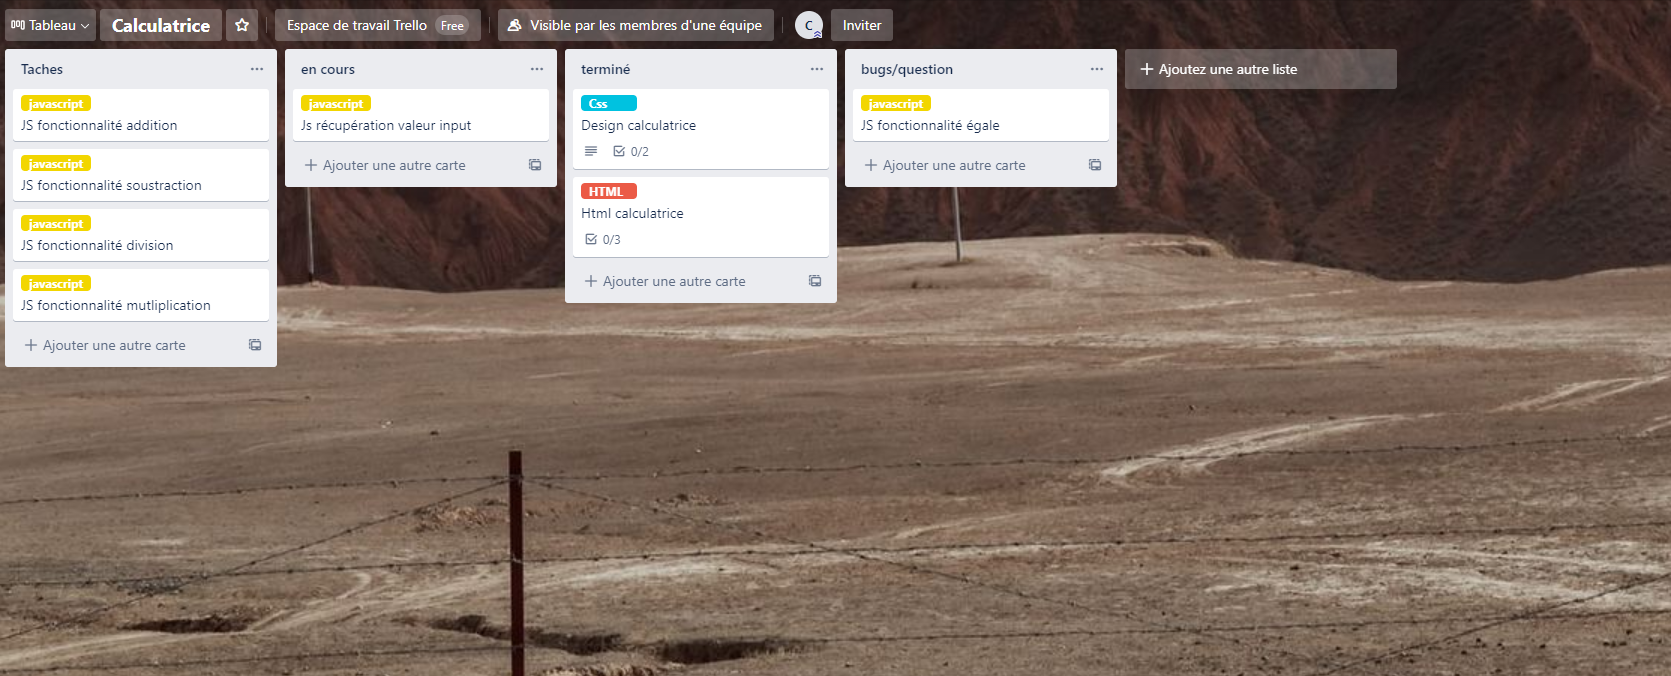 Tableau
Calculatrice
Espace de travail Trello Free
Visible par les membres d'une équipe
C
Inviter
Taches
javascript
JS fonctionnalité addition
javascript
JS fonctionnalité soustraction
javascript
JS fonctionnalité division
javascript
JS fonctionnalité mutliplication
Ajouter une autre carte
en cours
javascript
Js récupération valeur input
Ajouter une autre carte
terminé
Css
Design calculatrice
0/2
HTML
Html calculatrice
0/3
Ajouter une autre carte
bugs/question
javascript
JS fonctionnalité égale
Ajouter une autre carte
Ajoutez une autre liste